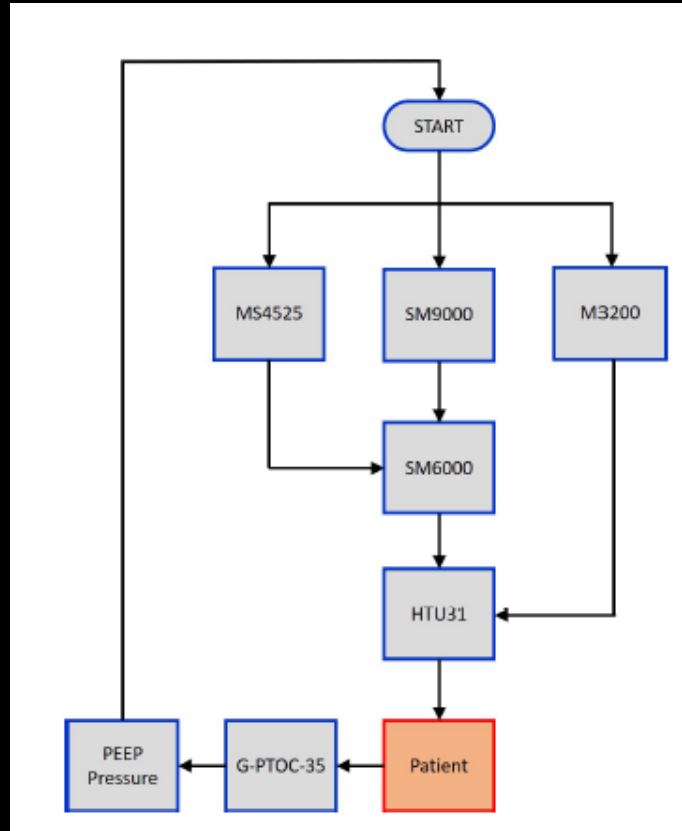 START
MS4525
SM9000
M3200
SM6000
HTU31
PEEP
Pressure
G-PTOC-35
Patient